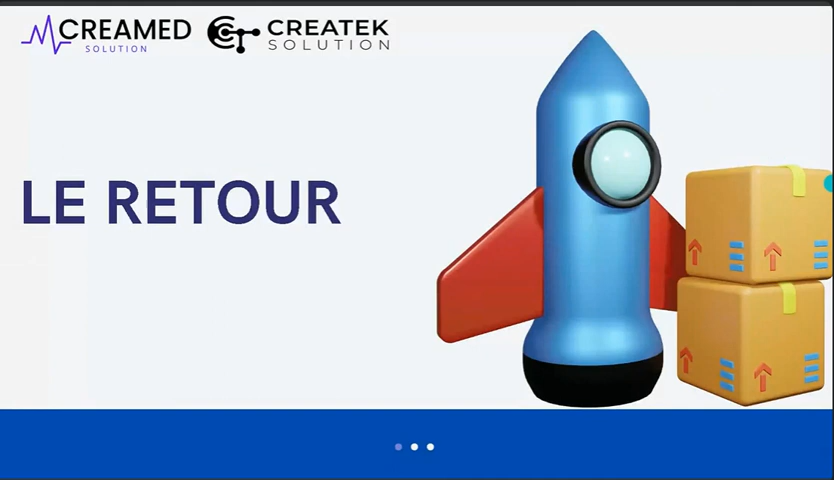 CREAMED
SOLUTION
CREATEK
SOLUTION
LE RETOUR